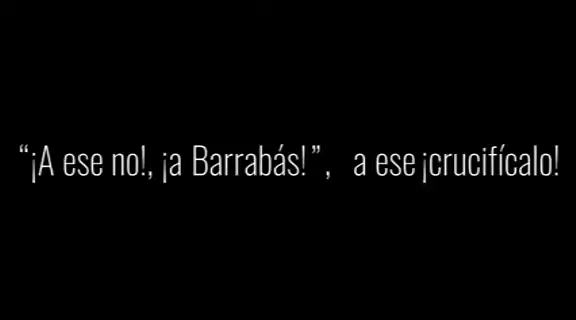 “¡A ese no!, ¡a Barrabás!”, a ese ¡crucifícalo!